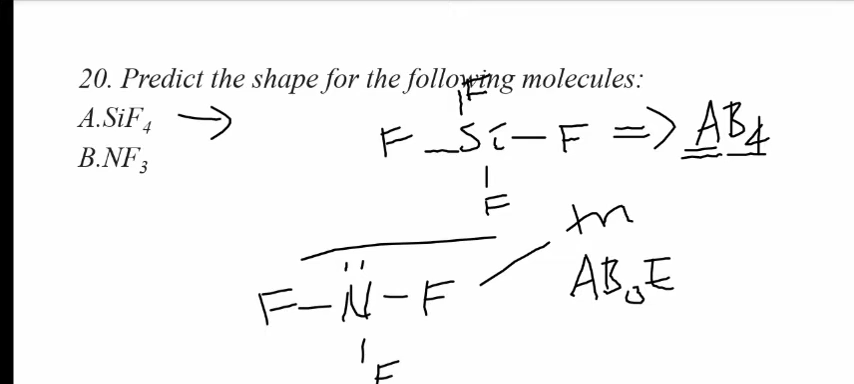 20. Predict the shape for the following molecules:
F
A.SiF4 → F — Si — F => AB4
B.NF3
F
F — N — F
AB3E
F